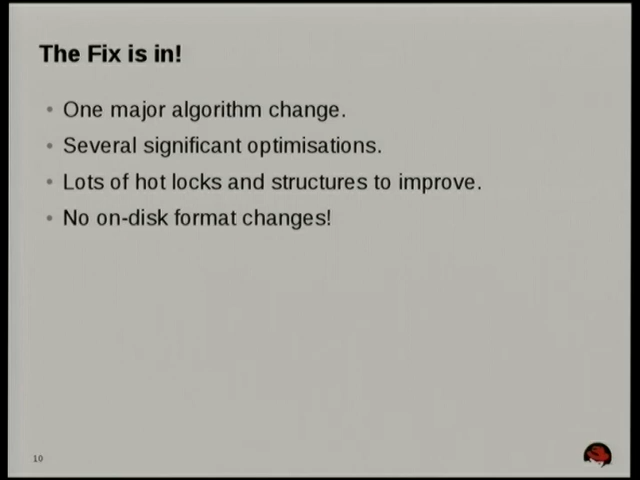 The Fix is in!
• One major algorithm change.
• Several significant optimisations.
• Lots of hot locks and structures to improve.
• No on-disk format changes!
10